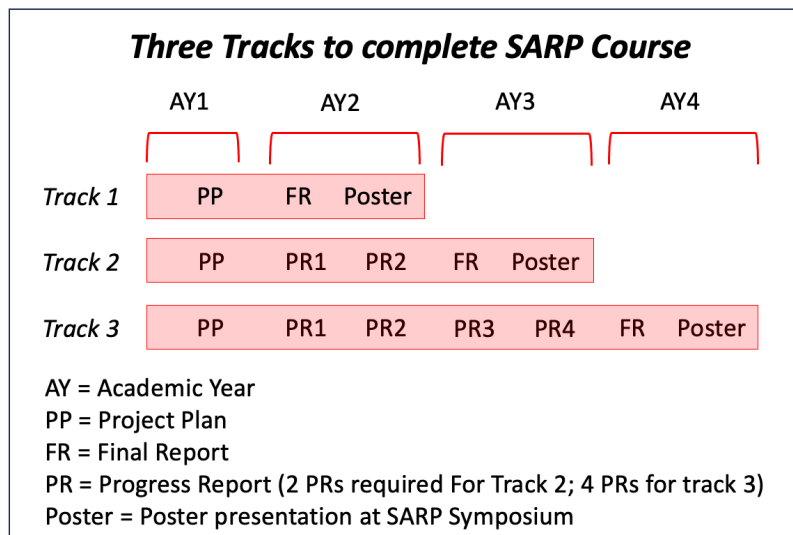 Three Tracks to complete SARP Course
AY1 AY2 AY3 AY4
Track 1 PP FR Poster
Track 2 PP PR1 PR2 FR Poster
Track 3 PP PR1 PR2 PR3 PR4 FR Poster
AY = Academic Year
PP = Project Plan
FR = Final Report
PR = Progress Report (2 PRs required For Track 2; 4 PRs for track 3)
Poster = Poster presentation at SARP Symposium